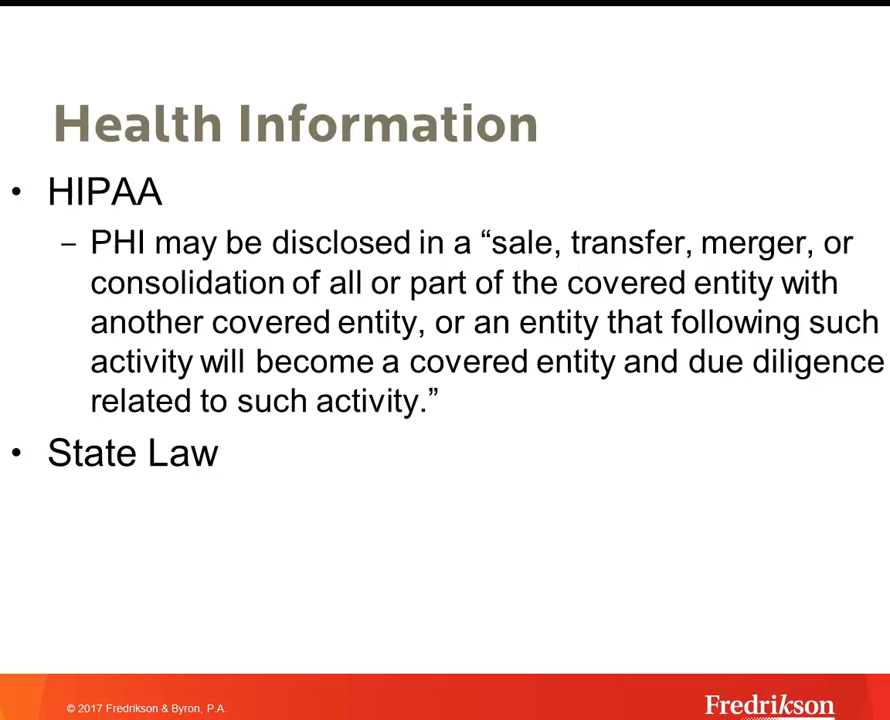 Health Information
• HIPAA
– PHI may be disclosed in a “sale, transfer, merger, or
consolidation of all or part of the covered entity with
another covered entity, or an entity that following such
activity will become a covered entity and due diligence
related to such activity.”
• State Law
© 2017 Fredrikson & Byron, P.A.
Fredrikson